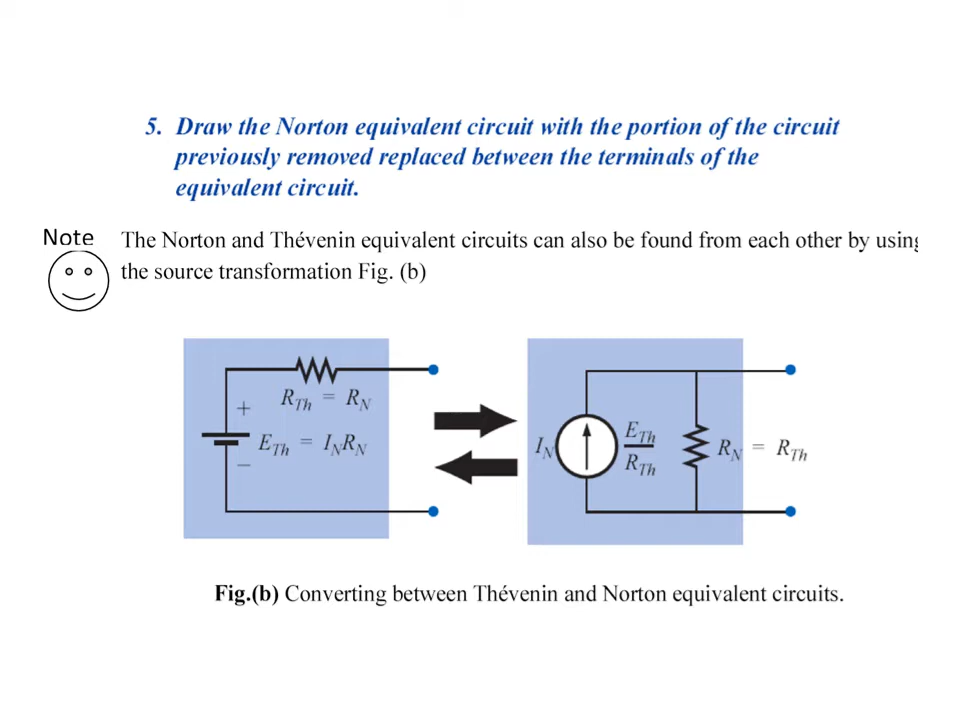 5. Draw the Norton equivalent circuit with the portion of the circuit
previously removed replaced between the terminals of the
equivalent circuit.
Note
The Norton and Thévenin equivalent circuits can also be found from each other by using
the source transformation Fig. (b)
R_Th = R_N
+
E_Th = I_N R_N
−
I_N
E_Th
R_Th
R_N = R_Th
Fig.(b) Converting between Thévenin and Norton equivalent circuits.